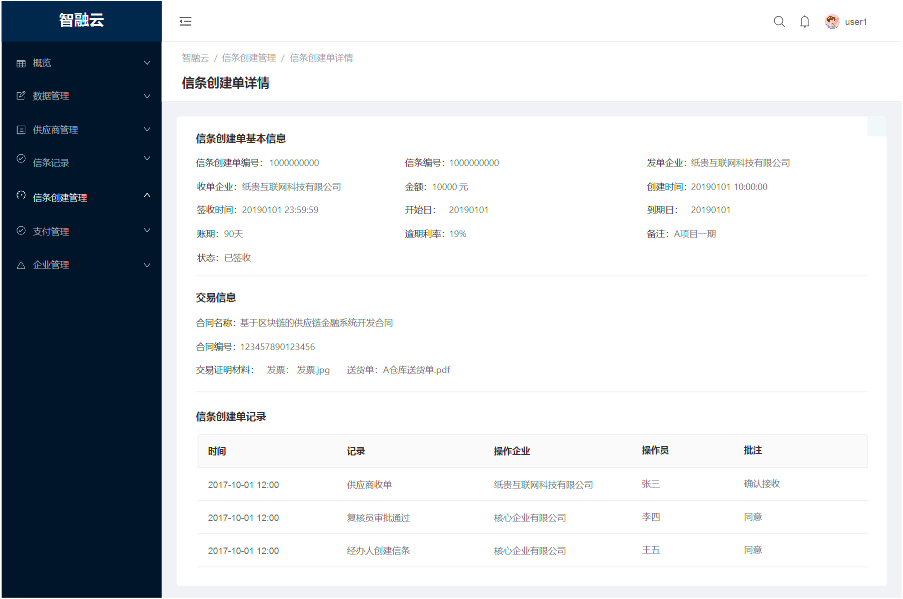 智融云
user1
概览
数据管理
供应商管理
信条记录
信条创建管理
支付管理
企业管理
智融云 / 信条创建管理 / 信条创建单详情
信条创建单详情
信条创建单基本信息
信条创建单编号：1000000000 信条编号：1000000000 发单企业：纸贵互联网科技有限公司
收单企业：纸贵互联网科技有限公司 金额：10000 元 创建时间：20190101 10:00:00
签收时间：20190101 23:59:59 开始日： 20190101 到期日： 20190101
账期：90天 逾期利率：19% 备注：A项目一期
状态：已签收
交易信息
合同名称：基于区块链的供应链金融系统开发合同
合同编号：123457890123456
交易证明材料： 发票： 发票.jpg 送货单：A仓库送货单.pdf
信条创建单记录
时间 记录 操作企业 操作员 批注
2017-10-01 12:00 供应商收单 纸贵互联网科技有限公司 张三 确认接收
2017-10-01 12:00 复核员审批通过 核心企业有限公司 李四 同意
2017-10-01 12:00 经办人创建信条 核心企业有限公司 王五 同意